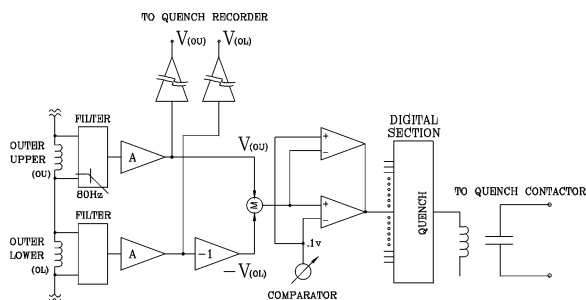 TO QUENCH RECORDER
V(OU)
V(OL)
FILTER
OUTER
UPPER
(OU)
A
80Hz
V(OU)
DIGITAL
SECTION
+
−
TO QUENCH CONTACTOR
FILTER
M
+
−
QUENCH
OUTER
LOWER
(OL)
A
−1
.1v
−V(OL)
COMPARATOR